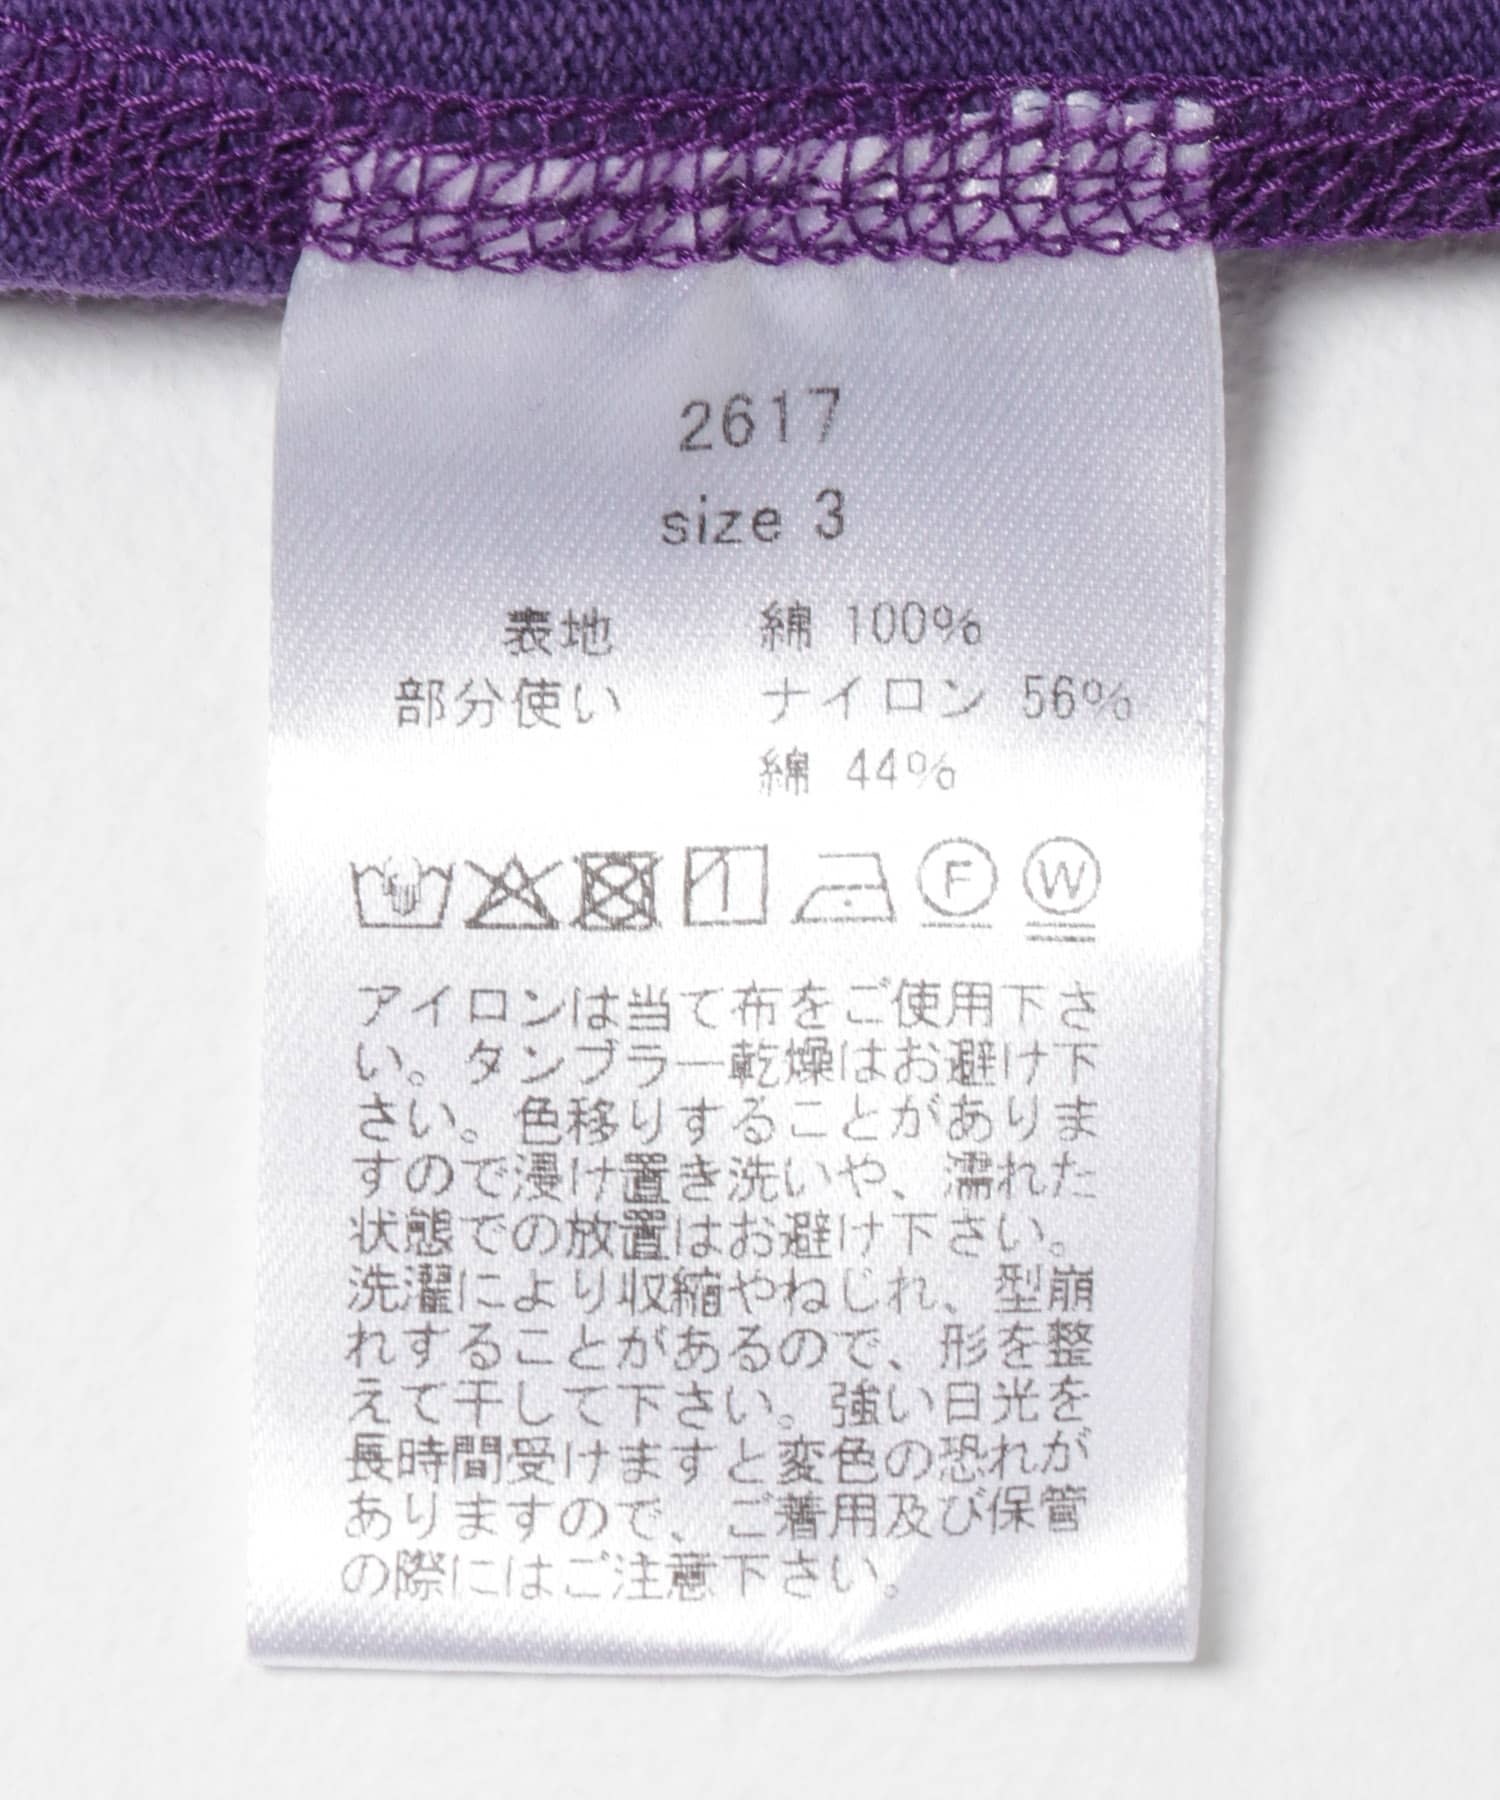 2617
size 3
表地 綿 100%
部分使い ナイロン 56%
綿 44%
F W
アイロンは当て布をご使用下さ
い。タンブラー乾燥はお避け下
さい。色移りすることがありま
すので浸け置き洗いや、濡れた
状態での放置はお避け下さい。
洗濯により収縮やねじれ、型崩
れすることがあるので、形を整
えて干して下さい。強い日光を
長時間受けますと変色の恐れが
ありますので、ご着用及び保管
の際にはご注意下さい。